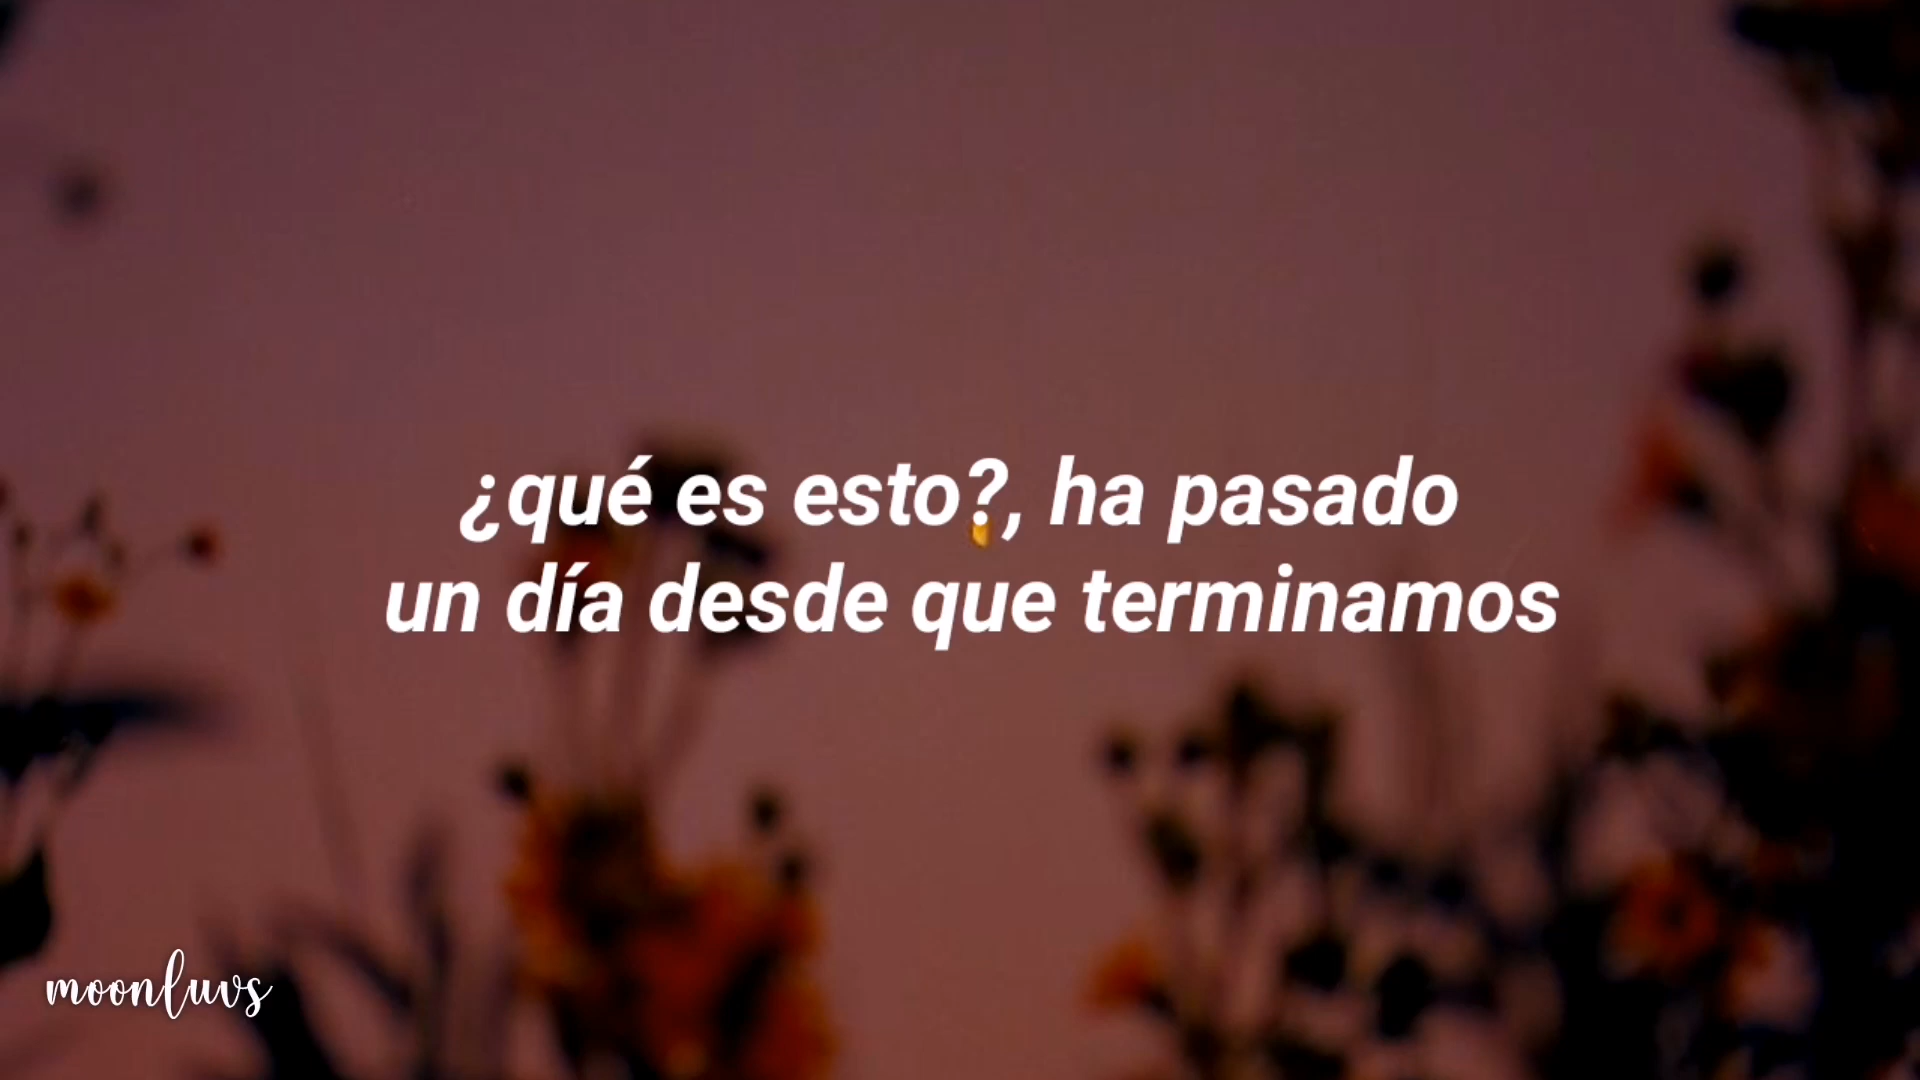 ¿qué es esto?, ha pasado
un día desde que terminamos
moonluvs